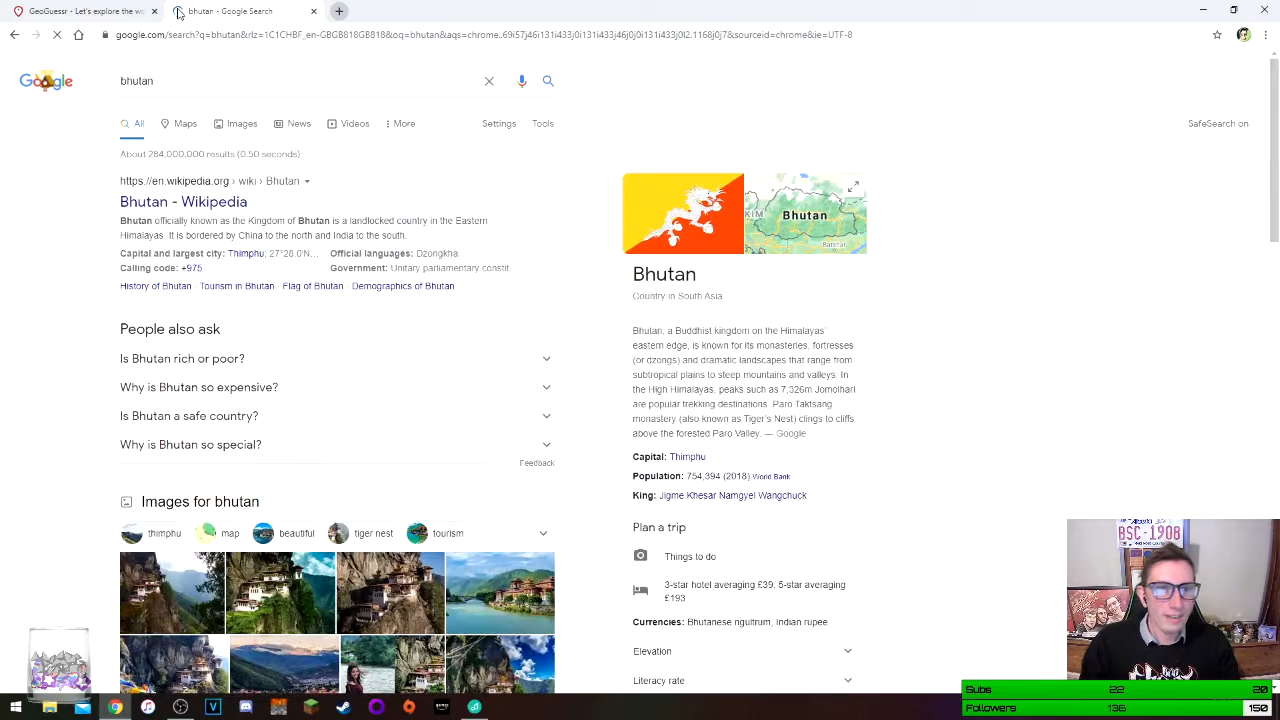 GeoGuessr - Let's explore the wo
bhutan - Google Search
google.com/search?q=bhutan&rlz=1C1CHBF_en-GBGB818GB818&oq=bhutan&aqs=chrome..69i57j46i131i433j0i131i433j46j0j0i131i433j0l2.1168j0j7&sourceid=chrome&ie=UTF-8
Google
bhutan
All Maps Images News Videos More Settings Tools
SafeSearch on
About 284,000,000 results (0.50 seconds)
https://en.wikipedia.org › wiki › Bhutan
Bhutan - Wikipedia
Bhutan officially known as the Kingdom of Bhutan is a landlocked country in the Eastern
Himalayas. It is bordered by China to the north and India to the south.
Capital and largest city: Thimphu; 27°28.0′N... Official languages: Dzongkha
Calling code: +975 Government: Unitary parliamentary constit.
History of Bhutan · Tourism in Bhutan · Flag of Bhutan · Demographics of Bhutan
People also ask
Is Bhutan rich or poor?
Why is Bhutan so expensive?
Is Bhutan a safe country?
Why is Bhutan so special?
Feedback
Images for bhutan
thimphu map beautiful tiger nest tourism
KIM
Bhutan
Bhutan
Country in South Asia
Bhutan, a Buddhist kingdom on the Himalayas'
eastern edge, is known for its monasteries, fortresses
(or dzongs) and dramatic landscapes that range from
subtropical plains to steep mountains and valleys. In
the High Himalayas, peaks such as 7,326m Jomolhari
are popular trekking destinations. Paro Taktsang
monastery (also known as Tiger's Nest) clings to cliffs
above the forested Paro Valley. — Google
Capital: Thimphu
Population: 754,394 (2018) World Bank
King: Jigme Khesar Namgyel Wangchuck
Plan a trip
Things to do
3-star hotel averaging £39, 5-star averaging
£193
Currencies: Bhutanese ngultrum, Indian rupee
Elevation
Literacy rate
BSC 1908
Subs 22 20
Followers 136 150